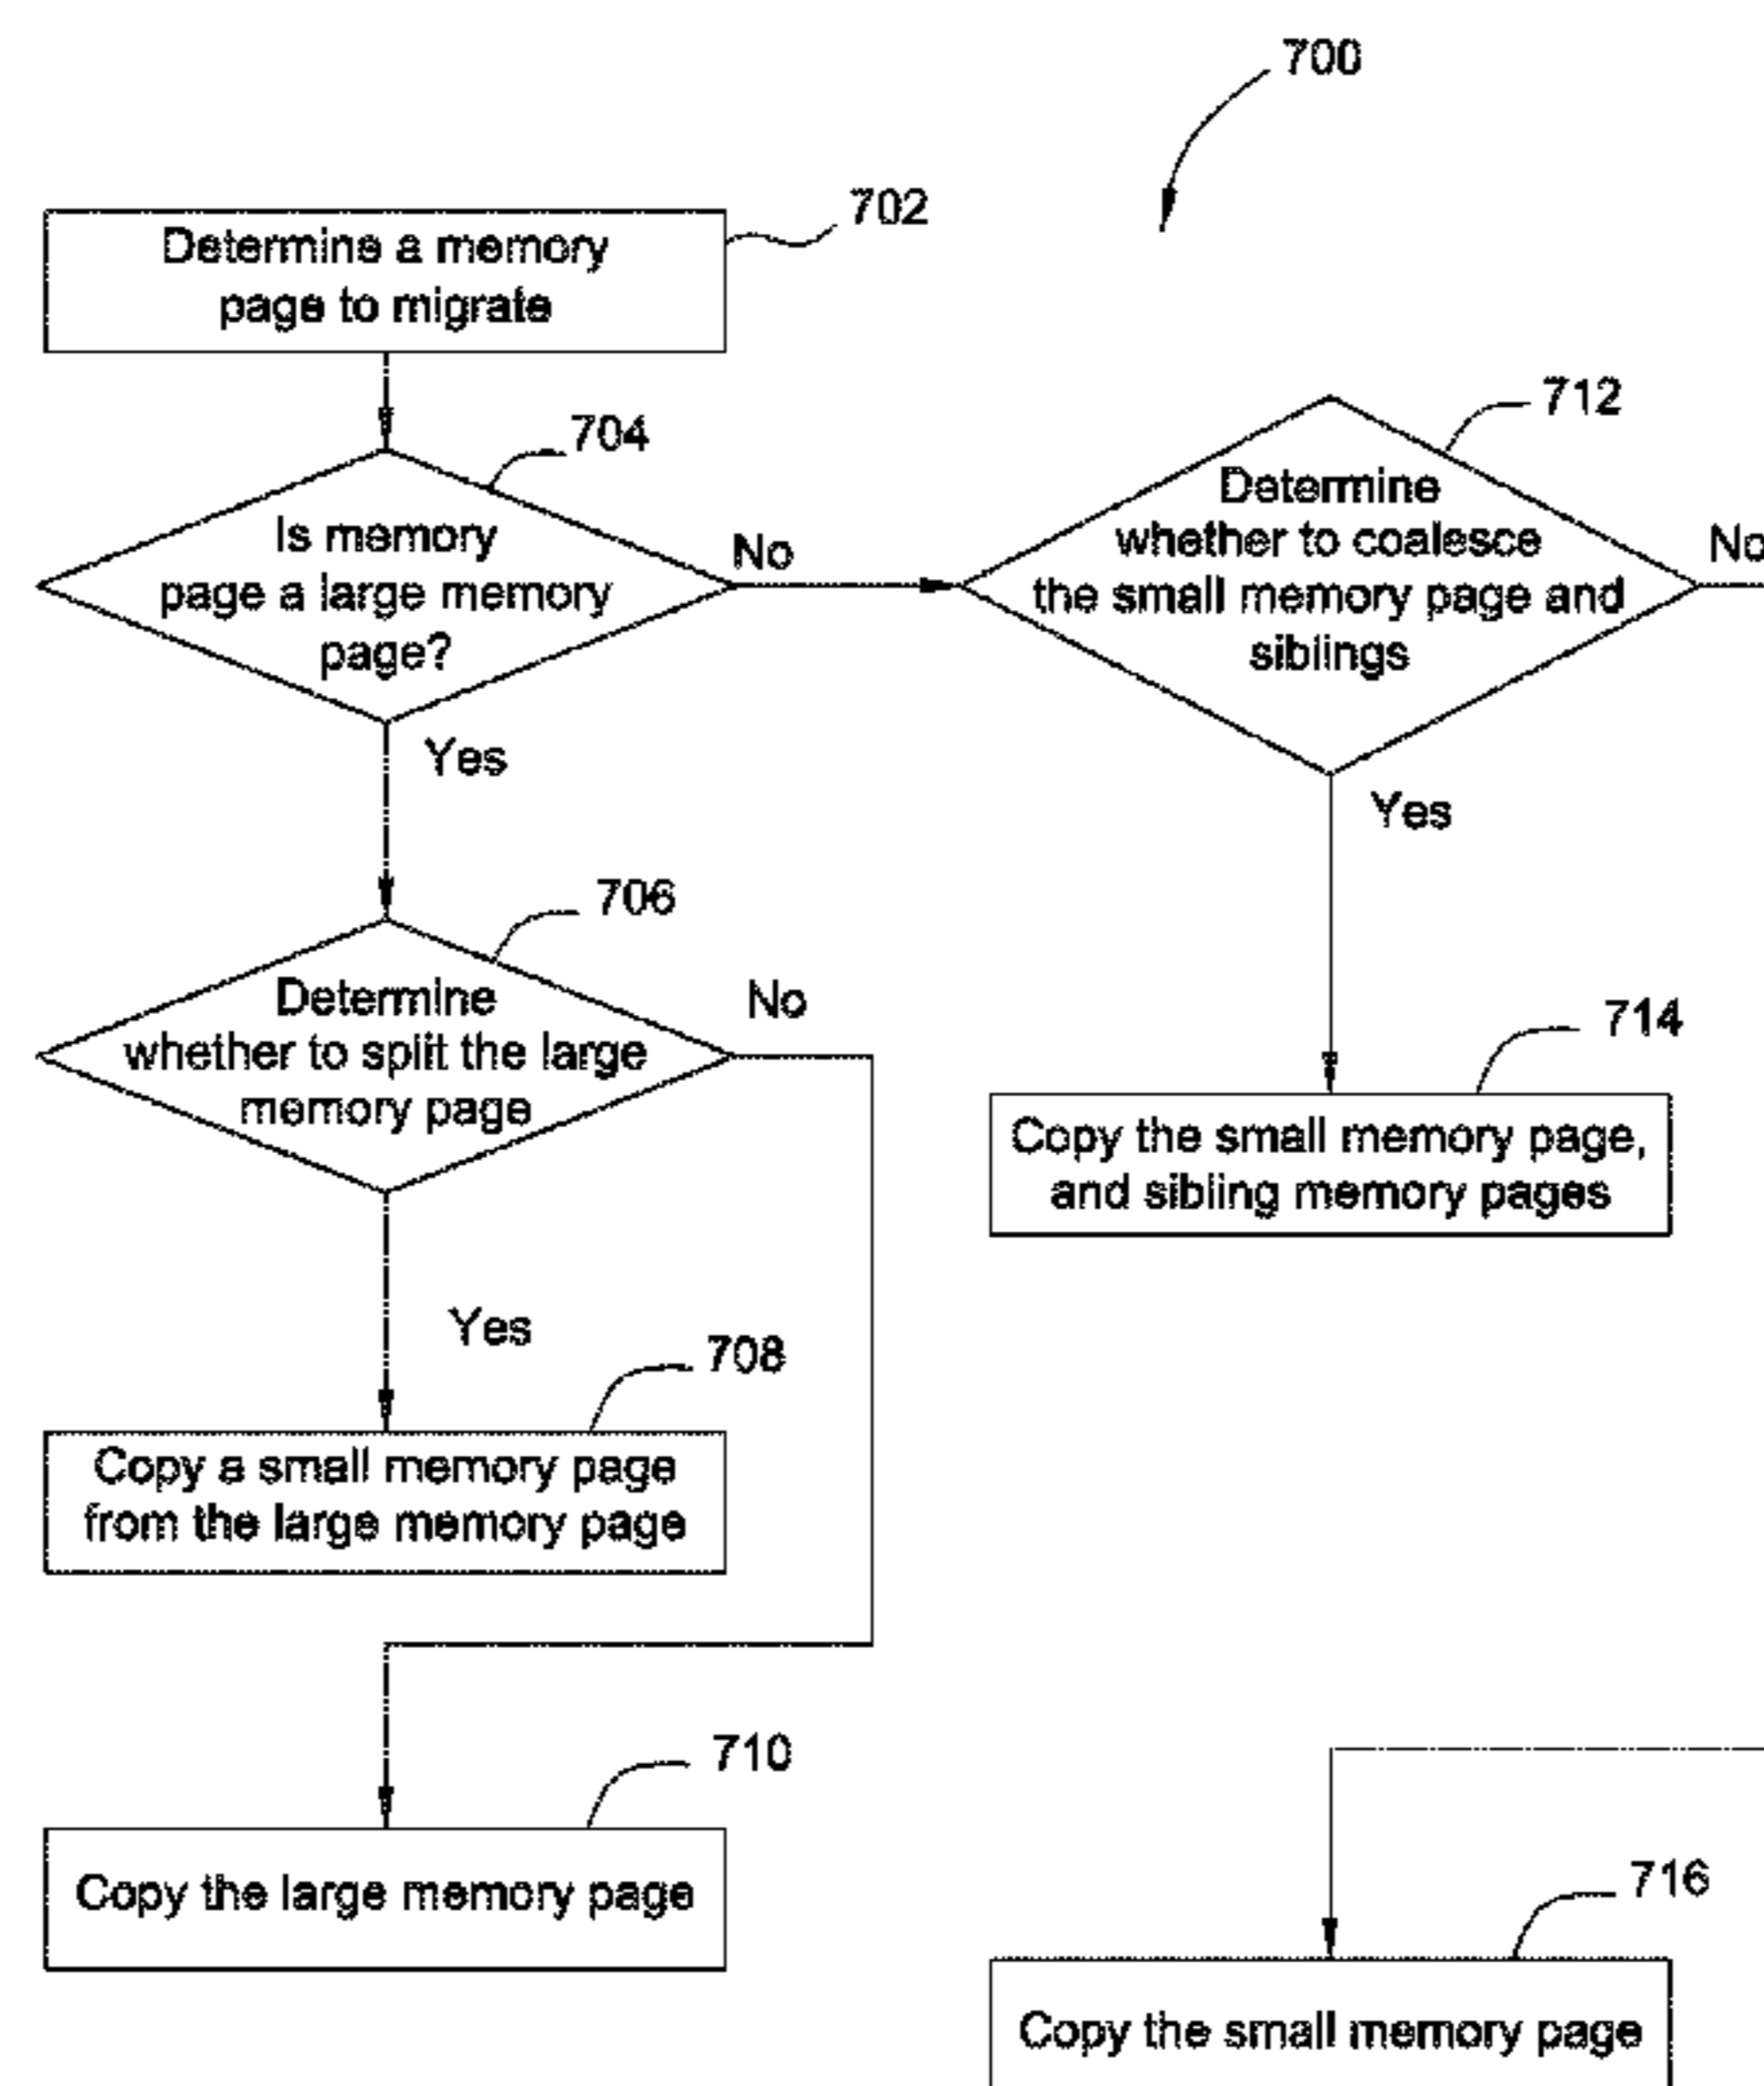 700
702
Determine a memory
page to migrate
704
Is memory
page a large memory
page?
No
Yes
712
Determine
whether to coalesce
the small memory page and
siblings
No
Yes
706
Determine
whether to split the large
memory page
No
Yes
714
Copy the small memory page,
and sibling memory pages
708
Copy a small memory page
from the large memory page
710
Copy the large memory page
716
Copy the small memory page